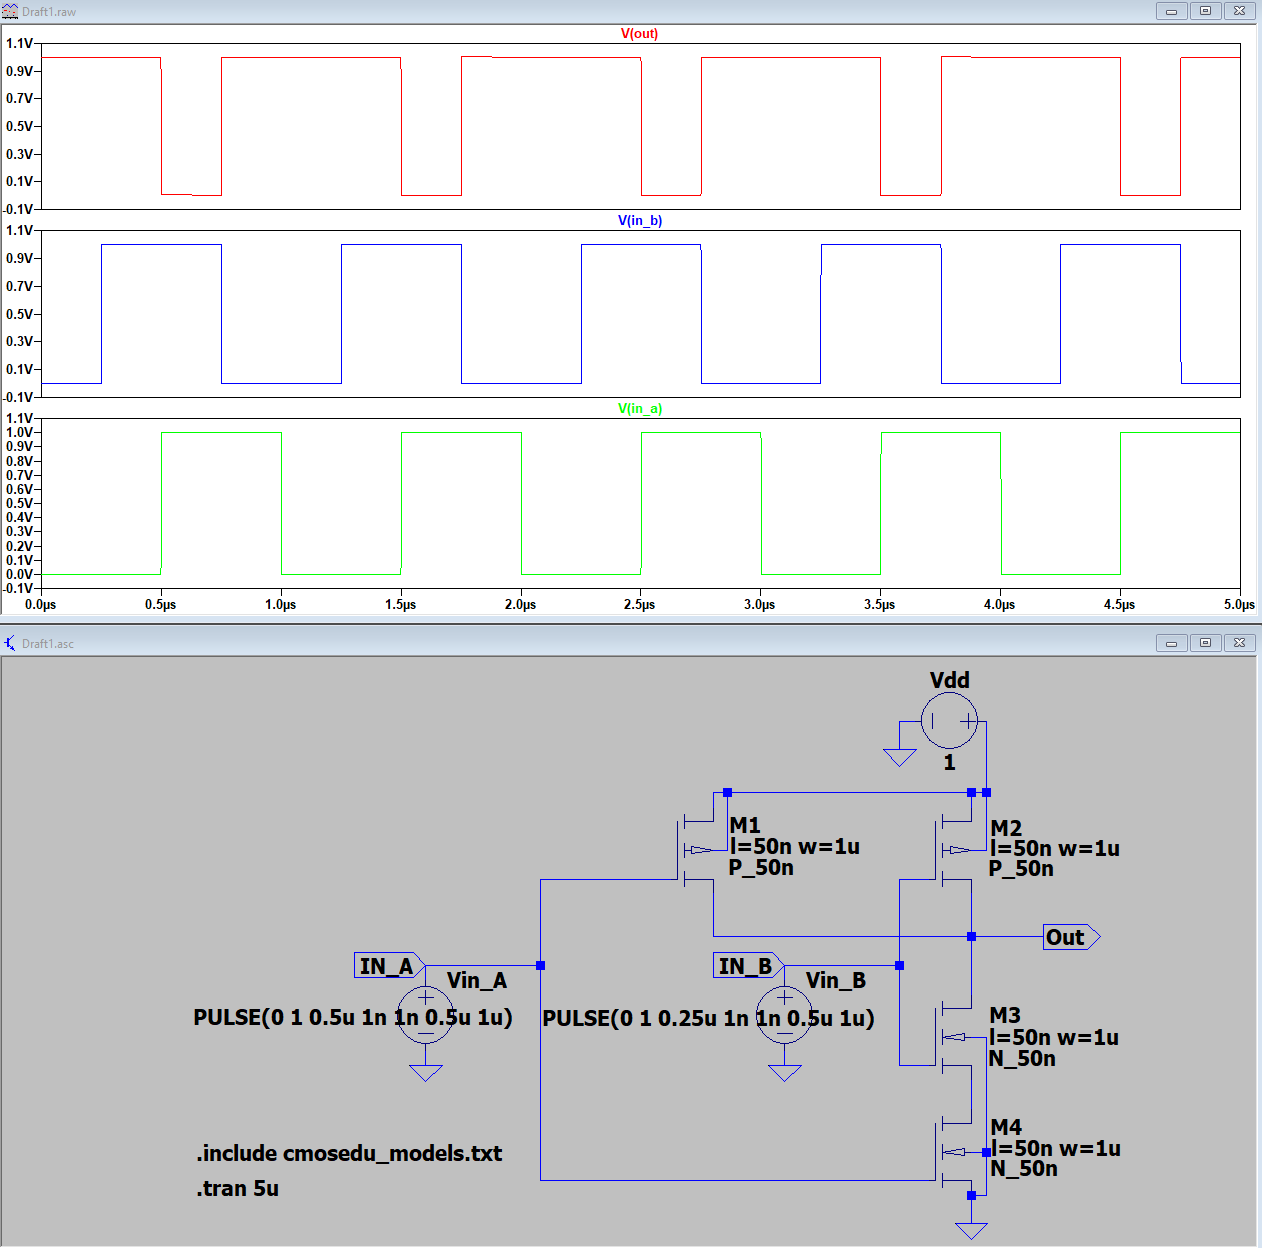 Draft1.raw
V(out)
1.1V
0.9V
0.7V
0.5V
0.3V
0.1V
-0.1V
V(in_b)
1.1V
0.9V
0.7V
0.5V
0.3V
0.1V
-0.1V
V(in_a)
1.1V
1.0V
0.9V
0.8V
0.7V
0.6V
0.5V
0.4V
0.3V
0.2V
0.1V
0.0V
-0.1V
0.0µs 0.5µs 1.0µs 1.5µs 2.0µs 2.5µs 3.0µs 3.5µs 4.0µs 4.5µs 5.0µs
Draft1.asc
Vdd
1
M1
l=50n w=1u
P_50n
M2
l=50n w=1u
P_50n
Out
IN_A
Vin_A
PULSE(0 1 0.5u 1n 1n 0.5u 1u)
IN_B
Vin_B
PULSE(0 1 0.25u 1n 1n 0.5u 1u)
M3
l=50n w=1u
N_50n
M4
l=50n w=1u
N_50n
.include cmosedu_models.txt
.tran 5u